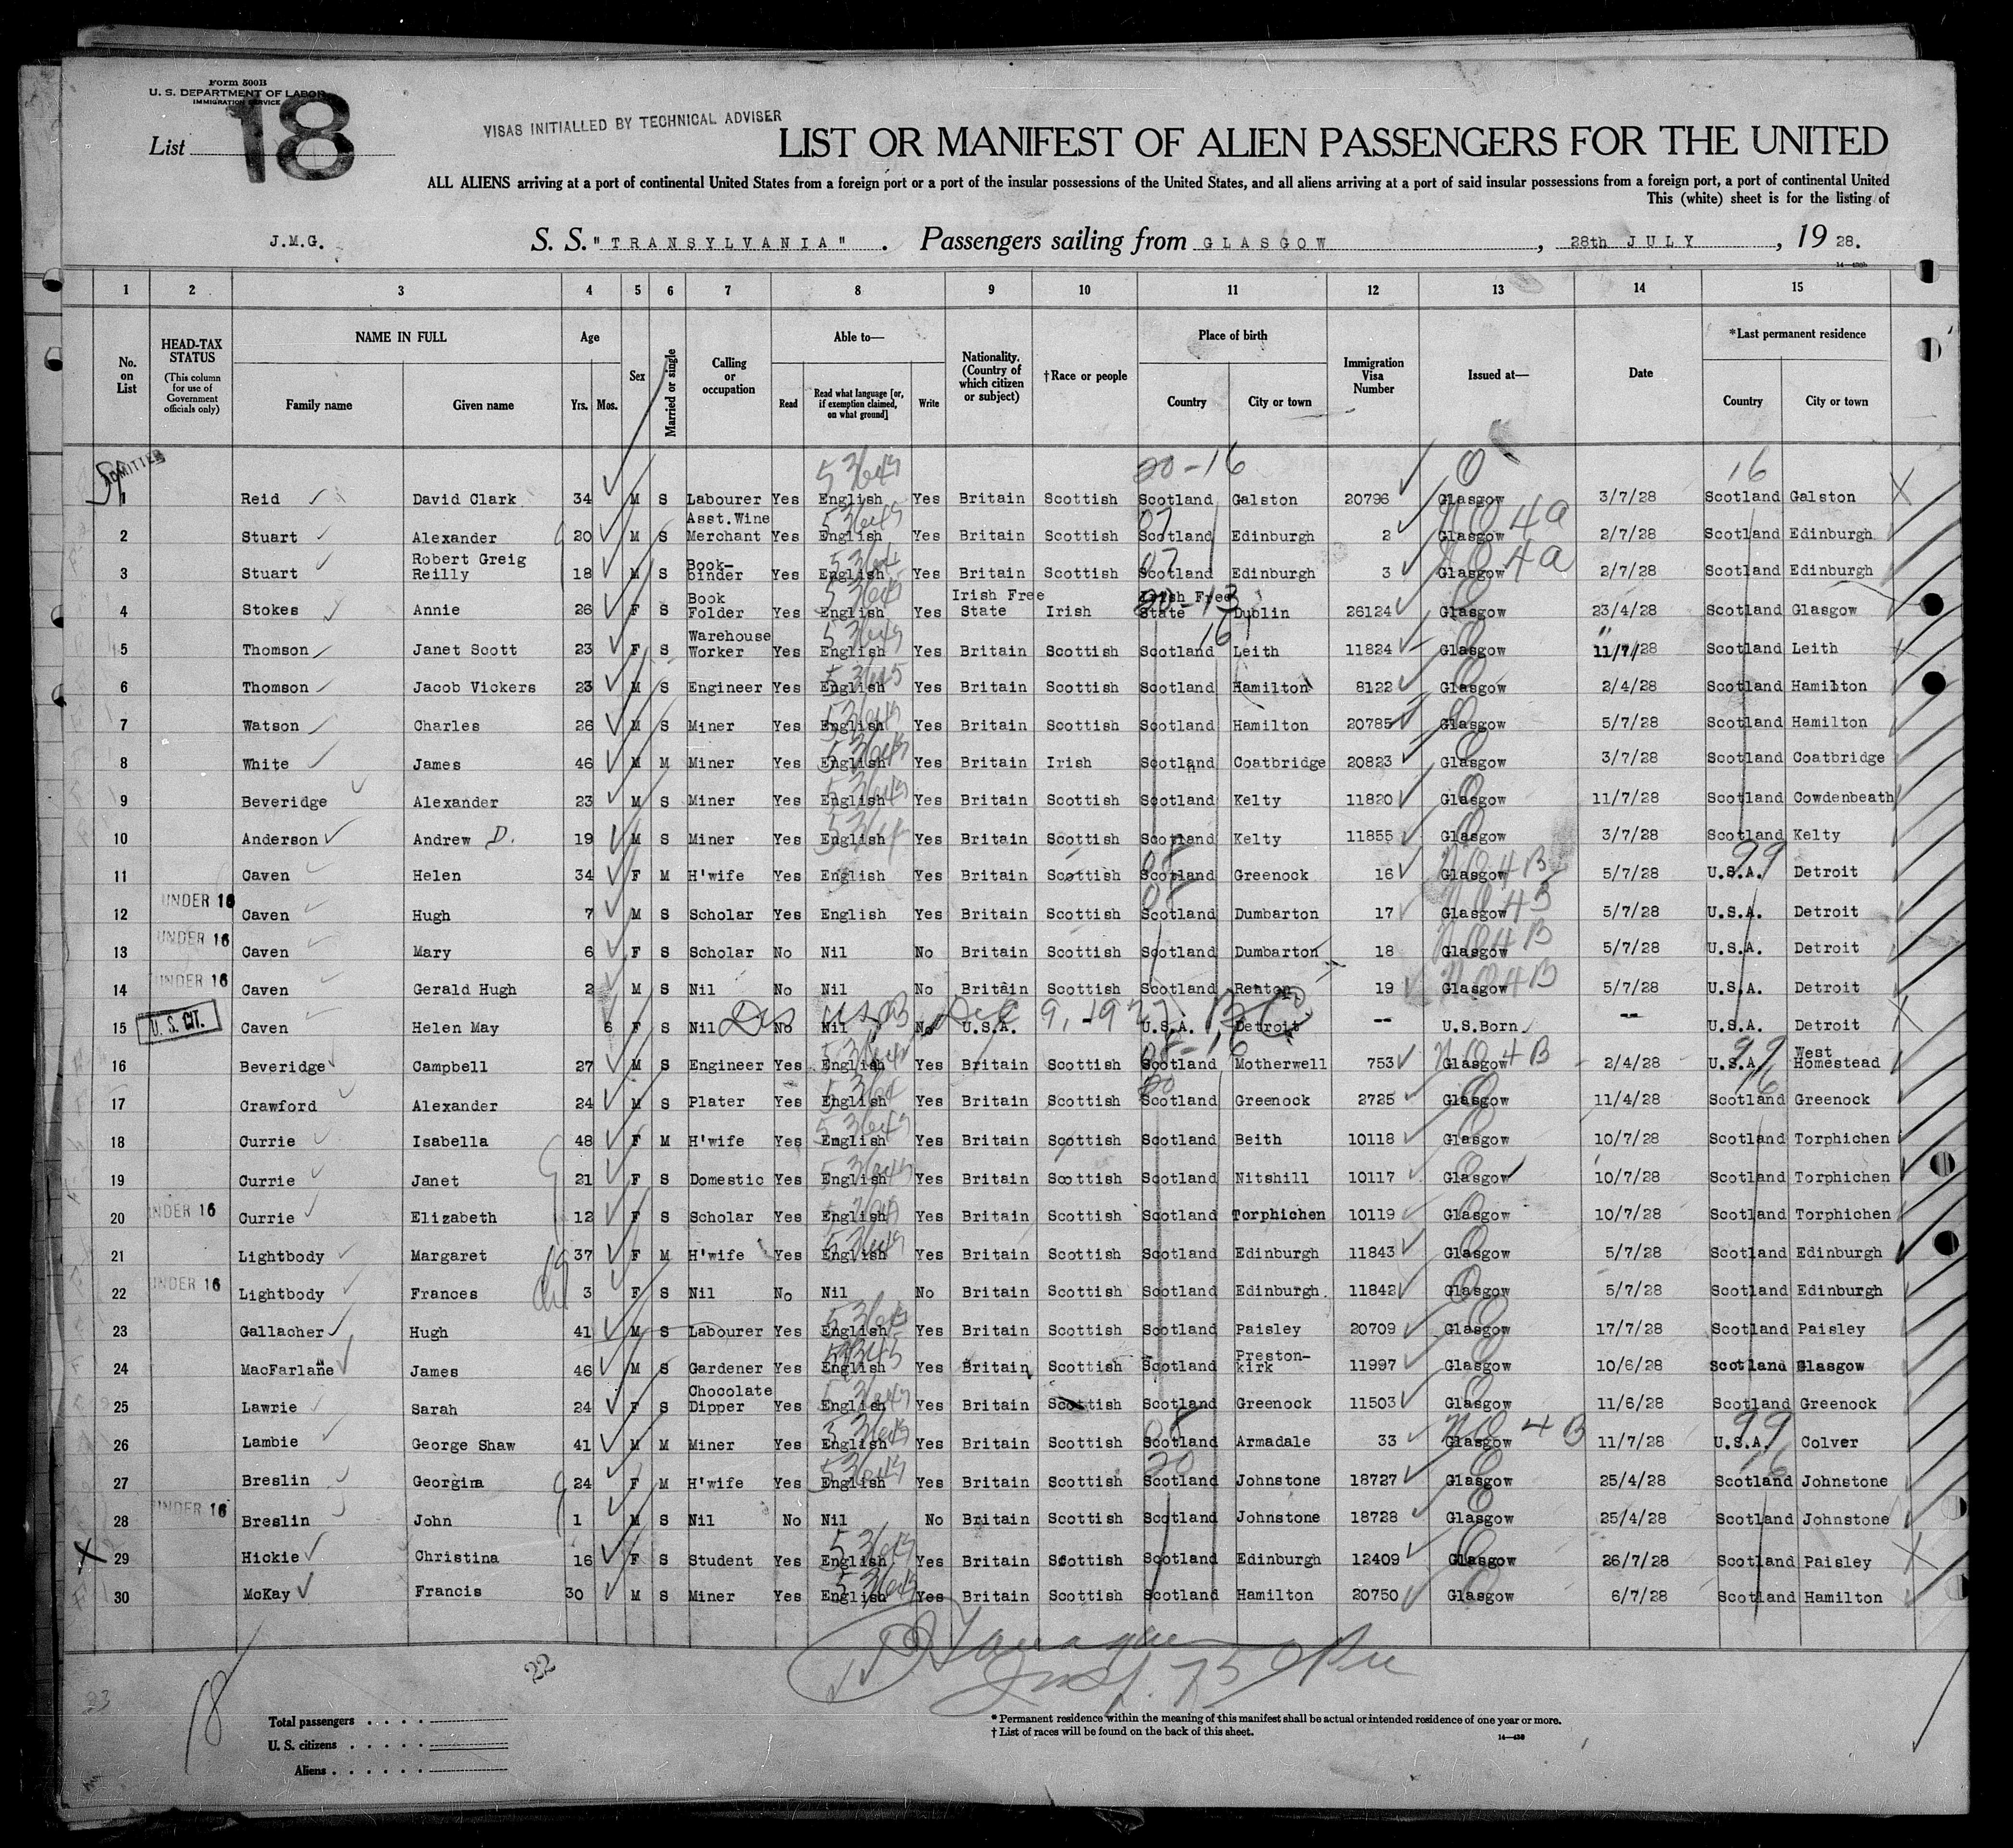 Form 500B
U. S. DEPARTMENT OF LABOR
IMMIGRATION SERVICE
List 18
VISAS INITIALLED BY TECHNICAL ADVISER
LIST OR MANIFEST OF ALIEN PASSENGERS FOR THE UNITED
ALL ALIENS arriving at a port of continental United States from a foreign port or a port of the insular possessions of the United States, and all aliens arriving at a port of said insular possessions from a foreign port, a port of continental United
This (white) sheet is for the listing of
J.M.G. S. S. "TRANSYLVANIA". Passengers sailing from GLASGOW, 28th JULY, 19 28.
14—430b
1 2 3 4 5 6 7 8 9 10 11 12 13 14 15
No. on List
HEAD-TAX STATUS (This column for use of Government officials only)
NAME IN FULL Family name Given name
Age Yrs. Mos.
Sex
Married or single
Calling or occupation
Able to— Read Read what language [or, if exemption claimed, on what ground] Write
Nationality. (Country of which citizen or subject)
†Race or people
Place of birth Country City or town
Immigration Visa Number
Issued at—
Date
*Last permanent residence Country City or town
ADMITTED
20-16 0 16
1 Reid David Clark 34 M S Labourer Yes English Yes Britain Scottish Scotland Galston 20796 Glasgow 3/7/28 Scotland Galston
2 Stuart Alexander 20 M S Asst.Wine Merchant Yes English Yes Britain Scottish Scotland Edinburgh 2 Glasgow NQ 4a 2/7/28 Scotland Edinburgh
3 Stuart Robert Greig Reilly 18 M S Book-binder Yes English Yes Britain Scottish Scotland Edinburgh 3 Glasgow NQ 4a 2/7/28 Scotland Edinburgh
4 Stokes Annie 26 F S Book Folder Yes English Yes Irish Free State Irish Irish Free State Dublin 26124 Glasgow 23/4/28 Scotland Glasgow
5 Thomson Janet Scott 23 F S Warehouse Worker Yes English Yes Britain Scottish Scotland Leith 11824 Glasgow 11/7/28 Scotland Leith
6 Thomson Jacob Vickers 23 M S Engineer Yes English Yes Britain Scottish Scotland Hamilton 8122 Glasgow 2/4/28 Scotland Hamilton
7 Watson Charles 26 M S Miner Yes English Yes Britain Scottish Scotland Hamilton 20785 Glasgow 5/7/28 Scotland Hamilton
8 White James 46 M M Miner Yes English Yes Britain Irish Scotland Coatbridge 20823 Glasgow 3/7/28 Scotland Coatbridge
9 Beveridge Alexander 23 M S Miner Yes English Yes Britain Scottish Scotland Kelty 11820 Glasgow 11/7/28 Scotland Cowdenbeath
10 Anderson Andrew D. 19 M S Miner Yes English Yes Britain Scottish Scotland Kelty 11855 Glasgow 3/7/28 Scotland Kelty
11 Caven Helen 34 F M H'wife Yes English Yes Britain Scottish Scotland Greenock 16 Glasgow NQ 4B 5/7/28 U.S.A. 99 Detroit
12 UNDER 16 Caven Hugh 7 M S Scholar Yes English Yes Britain Scottish Scotland Dumbarton 17 Glasgow NQ 4B 5/7/28 U.S.A. Detroit
13 UNDER 16 Caven Mary 6 F S Scholar No Nil No Britain Scottish Scotland Dumbarton 18 Glasgow NQ 4B 5/7/28 U.S.A. Detroit
14 UNDER 16 Caven Gerald Hugh 2 M S Nil No Nil No Britain Scottish Scotland Renton 19 Glasgow NQ 4B 5/7/28 U.S.A. Detroit
15 U. S. CIT. Caven Helen May 6 F S Nil No Nil No U.S.A. Dec 9, 1927 U.S.A. Detroit -- U.S.Born -- U.S.A. Detroit
16 Beveridge Campbell 27 M S Engineer Yes English Yes Britain Scottish Scotland Motherwell 753 Glasgow NQ 4B 2/4/28 U.S.A. 99 West Homestead
17 Crawford Alexander 24 M S Plater Yes English Yes Britain Scottish Scotland Greenock 2725 Glasgow 11/4/28 Scotland Greenock
18 Currie Isabella 48 F M H'wife Yes English Yes Britain Scottish Scotland Beith 10118 Glasgow 10/7/28 Scotland Torphichen
19 Currie Janet 21 F S Domestic Yes English Yes Britain Scottish Scotland Nitshill 10117 Glasgow 10/7/28 Scotland Torphichen
20 UNDER 16 Currie Elizabeth 12 F S Scholar Yes English Yes Britain Scottish Scotland Torphichen 10119 Glasgow 10/7/28 Scotland Torphichen
21 Lightbody Margaret 37 F M H'wife Yes English Yes Britain Scottish Scotland Edinburgh 11843 Glasgow 5/7/28 Scotland Edinburgh
22 UNDER 16 Lightbody Frances 3 F S Nil No Nil No Britain Scottish Scotland Edinburgh. 11842 Glasgow 5/7/28 Scotland Edinburgh
23 Gallacher Hugh 41 M S Labourer Yes English Yes Britain Scottish Scotland Paisley 20709 Glasgow 17/7/28 Scotland Paisley
24 MacFarlane James 46 M S Gardener Yes English Yes Britain Scottish Scotland Preston-kirk 11997 Glasgow 10/6/28 Scotland Glasgow
25 Lawrie Sarah 24 F S Chocolate Dipper Yes English Yes Britain Scottish Scotland Greenock 11503 Glasgow 11/6/28 Scotland Greenock
26 Lambie George Shaw 41 M M Miner Yes English Yes Britain Scottish Scotland Armadale 33 Glasgow NQ 4B 11/7/28 U.S.A. 99 Colver
27 Breslin Georgina 24 F M H'wife Yes English Yes Britain Scottish Scotland Johnstone 18727 Glasgow 25/4/28 Scotland Johnstone
28 UNDER 16 Breslin John 1 M S Nil No Nil No Britain Scottish Scotland Johnstone 18728 Glasgow 25/4/28 Scotland Johnstone
29 Hickie Christina 16 F S Student Yes English Yes Britain Scottish Scotland Edinburgh 12409 Glasgow 26/7/28 Scotland Paisley
30 McKay Francis 30 M S Miner Yes English Yes Britain Scottish Scotland Hamilton 20750 Glasgow 6/7/28 Scotland Hamilton
22
18
Total passengers
U. S. citizens
Aliens
* Permanent residence within the meaning of this manifest shall be actual or intended residence of one year or more.
† List of races will be found on the back of this sheet.
14—430